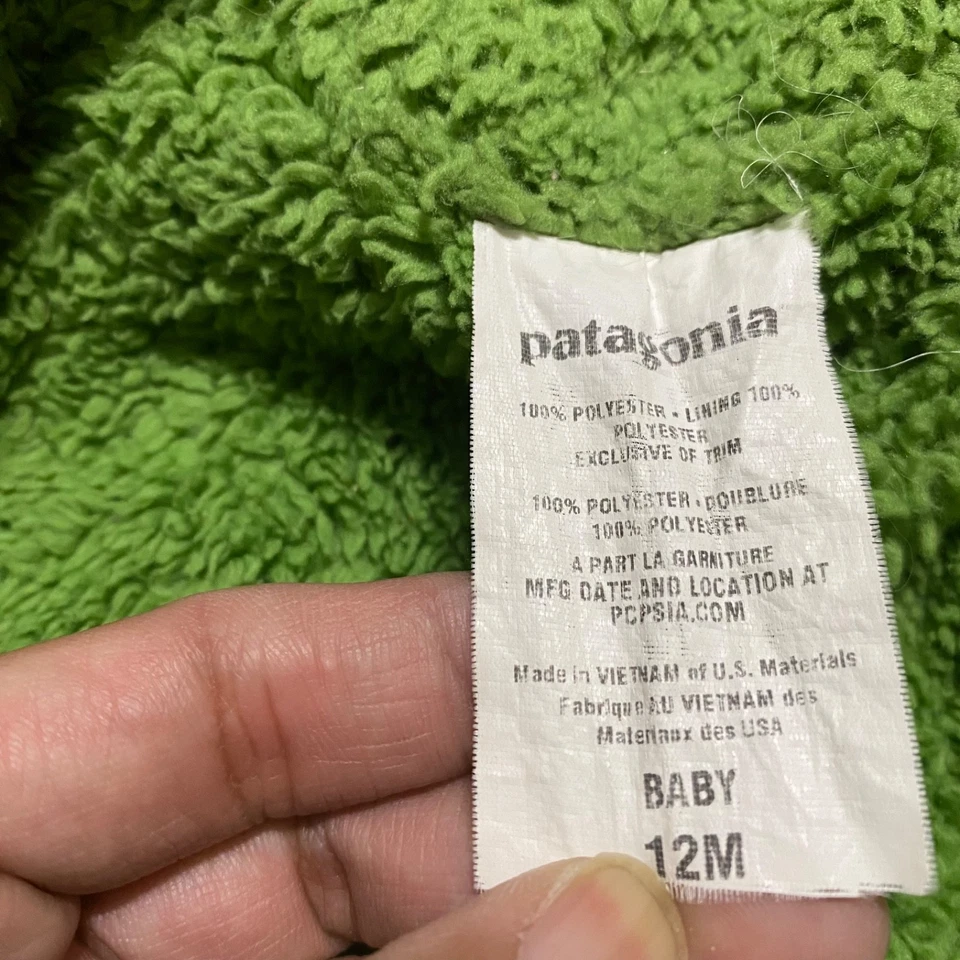 patagonia
100% POLYESTER • LINING 100%
POLYESTER
EXCLUSIVE OF TRIM
100% POLYESTER • DOUBLURE
100% POLYESTER
A PART LA GARNITURE
MFG DATE AND LOCATION AT
PCPSIA.COM
Made in VIETNAM of U.S. Materials
Fabrique AU VIETNAM des
Materiaux des USA
BABY
12M